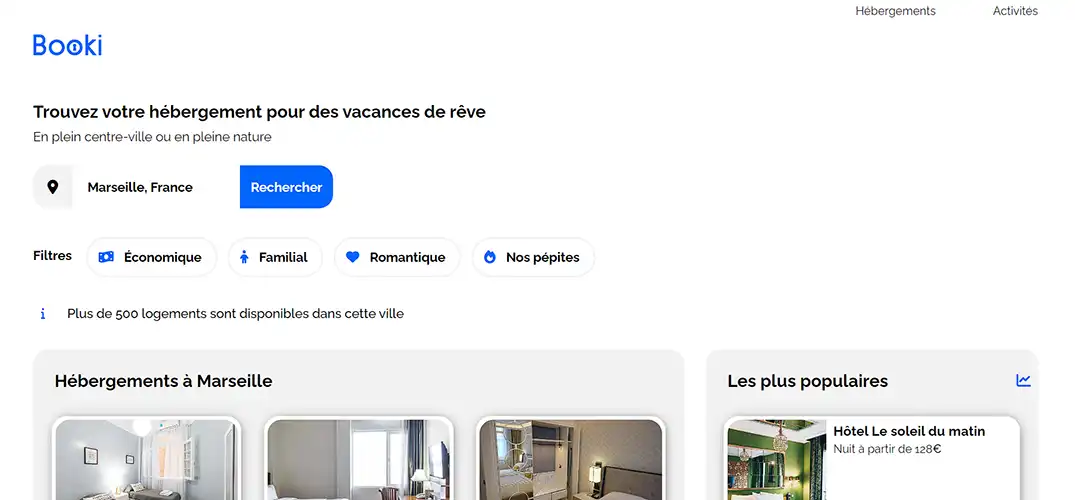 Hébergements
Activités
Booki
Trouvez votre hébergement pour des vacances de rêve
En plein centre-ville ou en pleine nature
Marseille, France
Rechercher
Filtres
Économique
Familial
Romantique
Nos pépites
Plus de 500 logements sont disponibles dans cette ville
Hébergements à Marseille
Les plus populaires
Hôtel Le soleil du matin
Nuit à partir de 128€